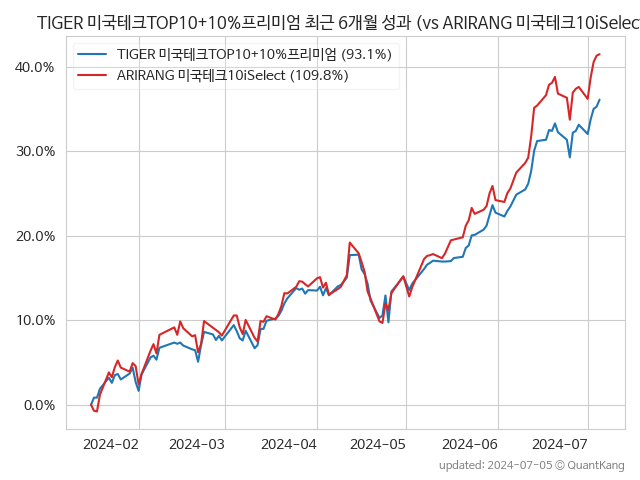 TIGER 미국테크TOP10+10%프리미엄 최근 6개월 성과 (vs ARIRANG 미국테크10iSelec
TIGER 미국테크TOP10+10%프리미엄 (93.1%)
ARIRANG 미국테크10iSelect (109.8%)
40.0%
30.0%
20.0%
10.0%
0.0%
2024-02 2024-03 2024-04 2024-05 2024-06 2024-07
updated: 2024-07-05 © QuantKang